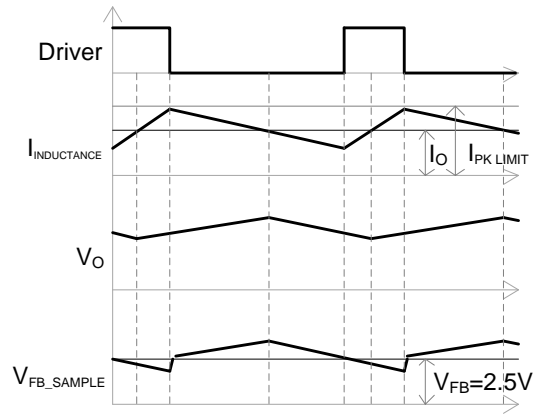 Driver
I_INDUCTANCE
I_O
I_PK LIMIT
V_O
V_FB_SAMPLE
V_FB=2.5V